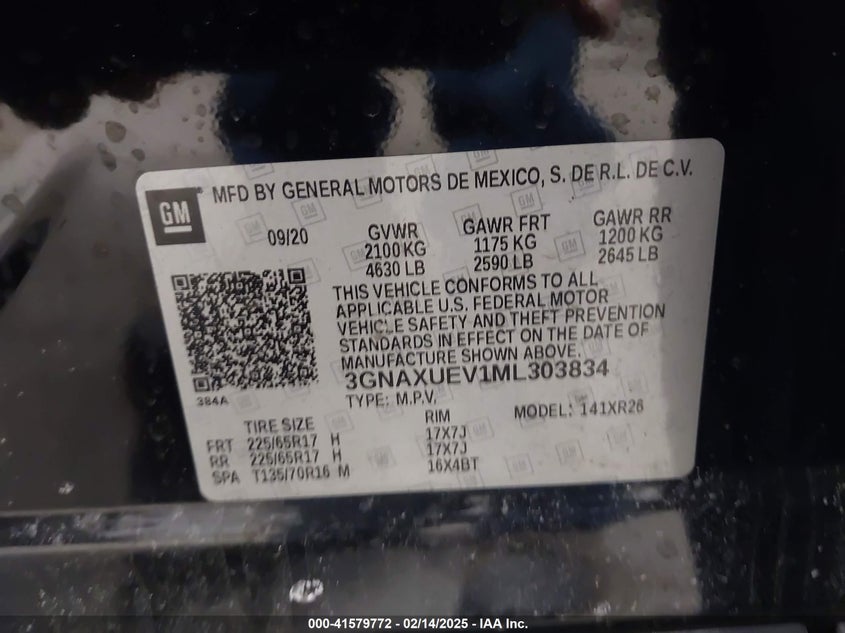 GM
MFD BY GENERAL MOTORS DE MEXICO, S. DE R.L. DE C.V.
09/20
GVWR
2100 KG
4630 LB
GAWR FRT
1175 KG
2590 LB
GAWR RR
1200 KG
2645 LB
THIS VEHICLE CONFORMS TO ALL
APPLICABLE U.S. FEDERAL MOTOR
VEHICLE SAFETY AND THEFT PREVENTION
STANDARDS IN EFFECT ON THE DATE OF
MANUFACTURE SHOWN ABOVE.
3GNAXUEV1ML303834
384A
TYPE: M.P.V.
MODEL: 141XR26
TIRE SIZE RIM
FRT 225/65R17 H 17X7J
RR 225/65R17 H 17X7J
SPA T135/70R16 M 16X4BT
000-41579772 - 02/14/2025 - IAA Inc.